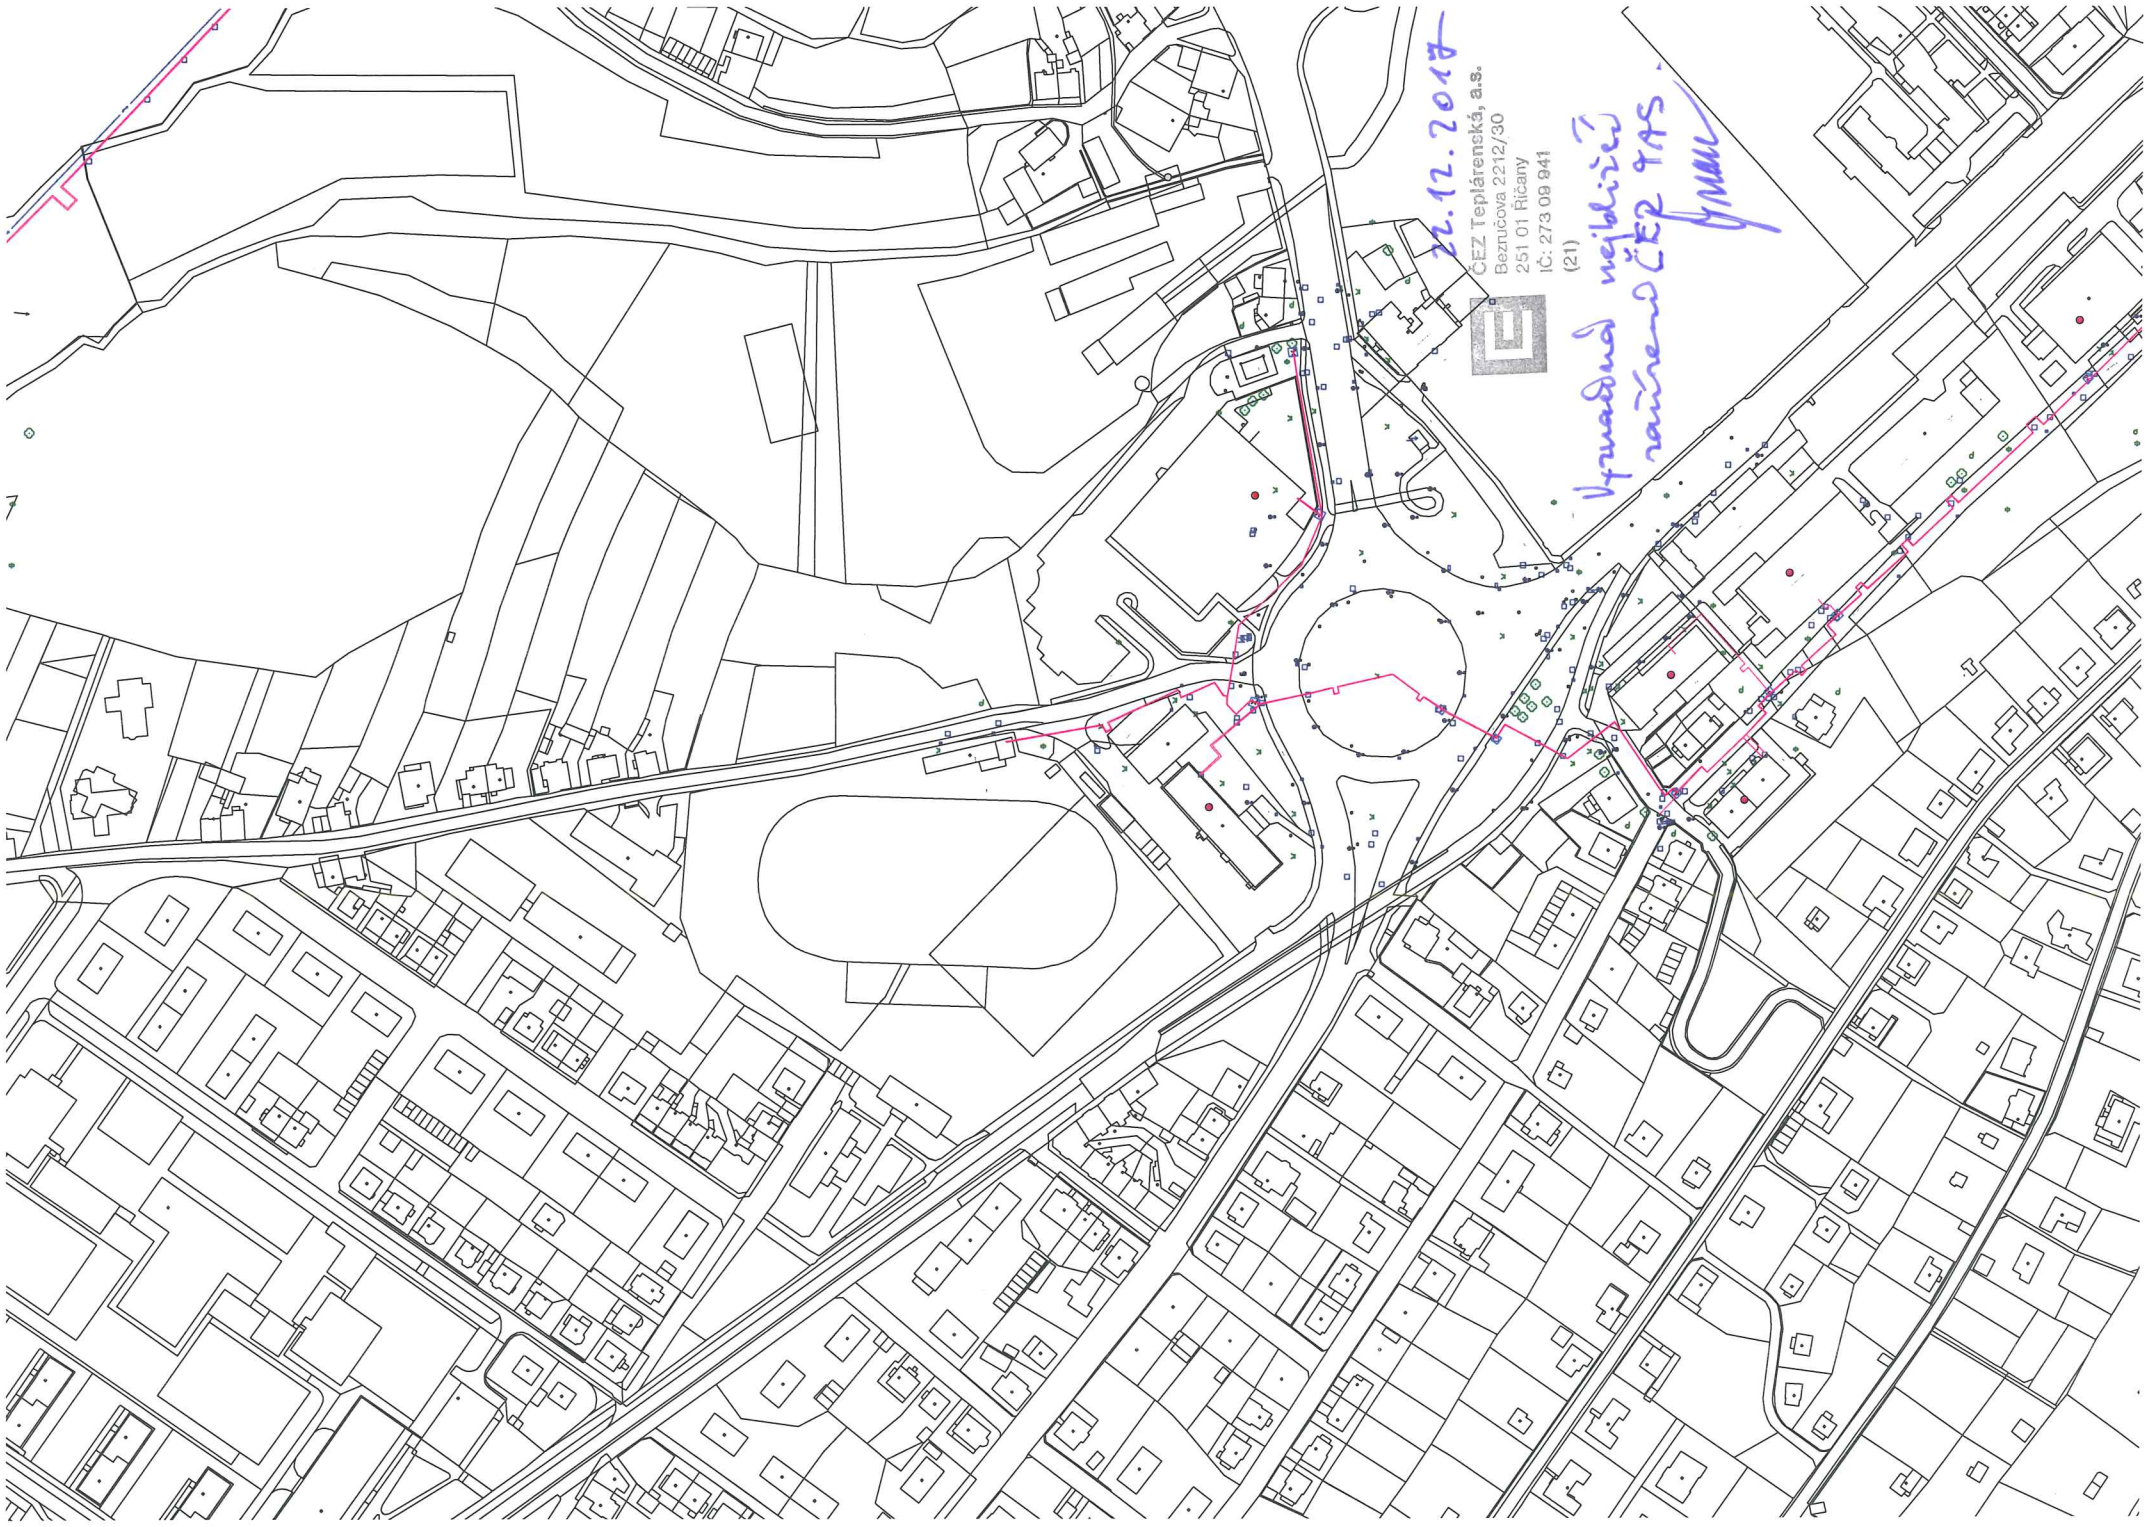 22.12.2017
ČEZ Teplárenská, a.s.
Bezručova 2212/30
251 01 Říčany
IČ: 273 09 941
(21)
Vyznačená nejbližší
zařízení ČEZ TAS.